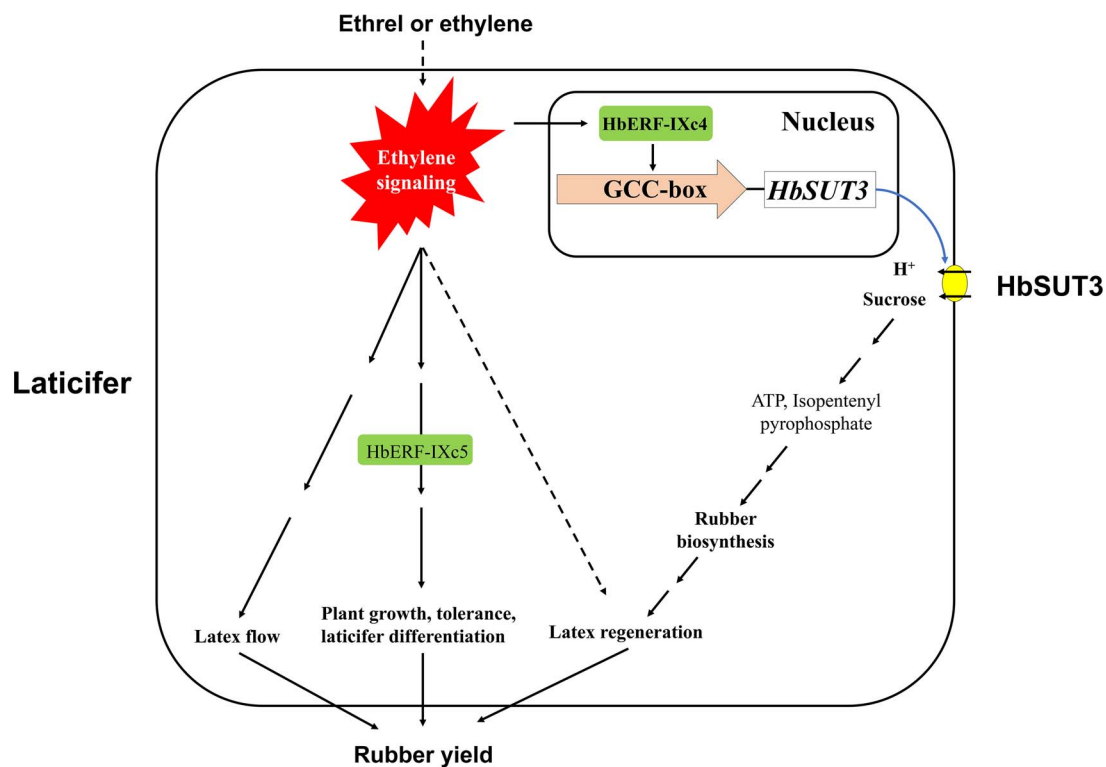 Ethrel or ethylene
Ethylene
signaling
HbERF-IXc4
Nucleus
GCC-box
HbSUT3
H⁺
Sucrose
HbSUT3
Laticifer
ATP, Isopentenyl
pyrophosphate
HbERF-IXc5
Rubber
biosynthesis
Latex flow
Plant growth, tolerance,
laticifer differentiation
Latex regeneration
Rubber yield